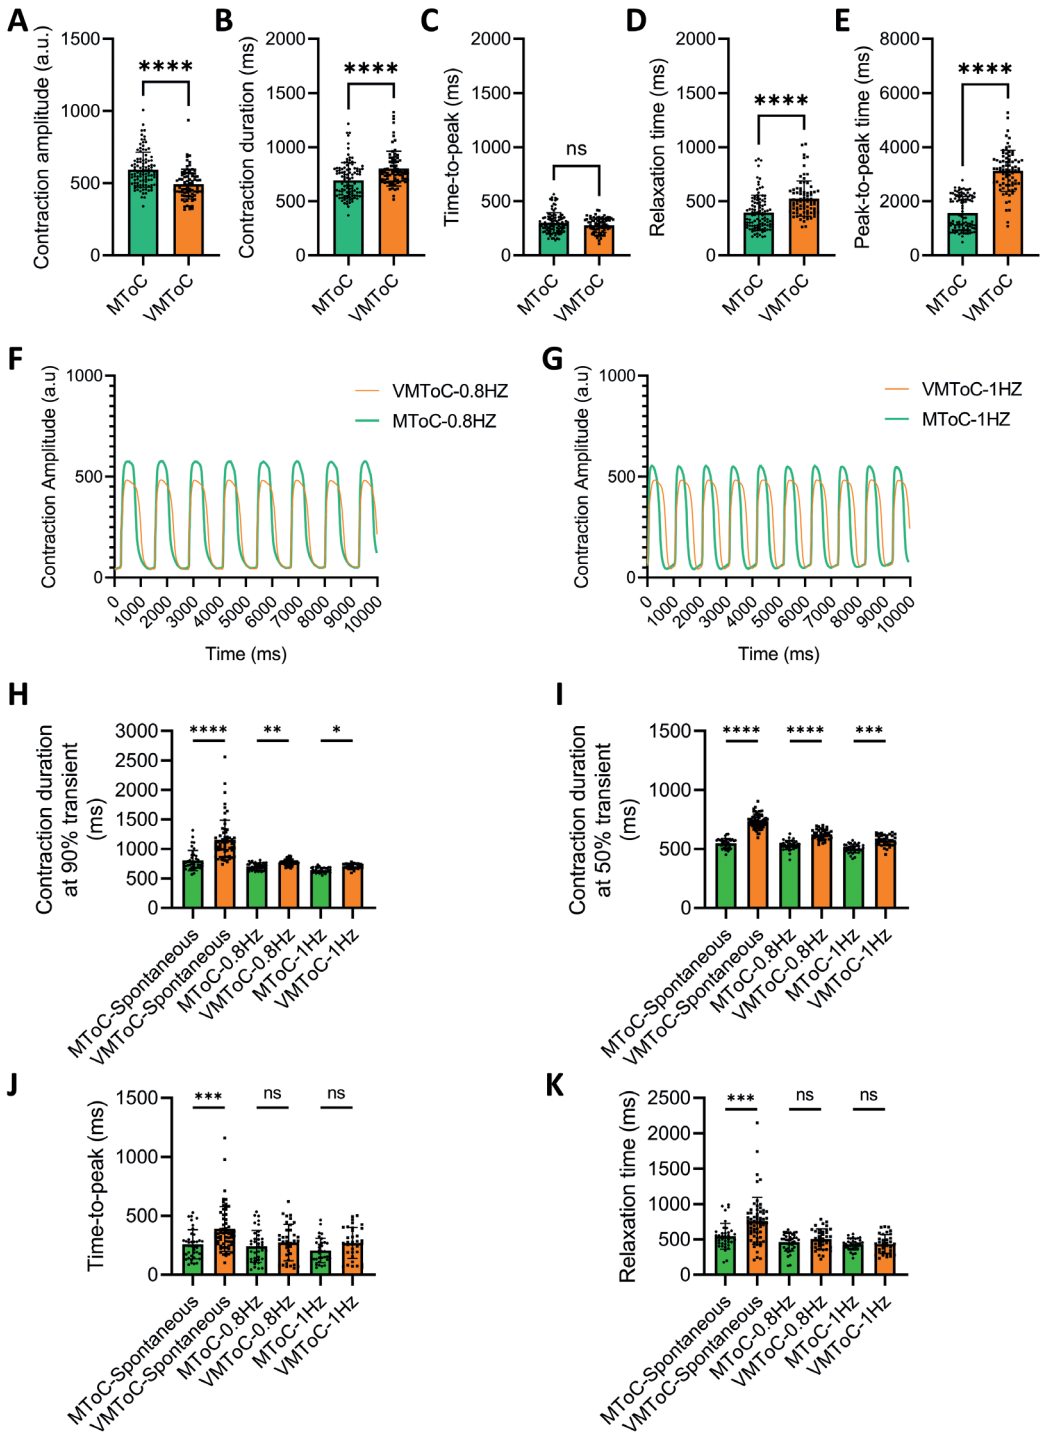 A
Contraction amplitude (a.u.)
1500
1000
500
0
****
MToC
VMToC
B
Contraction duration (ms)
2000
1500
1000
500
0
****
MToC
VMToC
C
Time-to-peak (ms)
2000
1500
1000
500
0
ns
MToC
VMToC
D
Relaxation time (ms)
2000
1500
1000
500
0
****
MToC
VMToC
E
Peak-to-peak time (ms)
8000
6000
4000
2000
0
****
MToC
VMToC
F
Contraction Amplitude (a.u)
1000
500
0
VMToC-0.8HZ
MToC-0.8HZ
0
1000
2000
3000
4000
5000
6000
7000
8000
9000
10000
Time (ms)
G
Contraction Amplitude (a.u)
1000
500
0
VMToC-1HZ
MToC-1HZ
0
1000
2000
3000
4000
5000
6000
7000
8000
9000
10000
Time (ms)
H
Contraction duration
at 90% transient
(ms)
3000
2500
2000
1500
1000
500
0
****
**
*
MToC-Spontaneous
VMToC-Spontaneous
MToC-0.8Hz
VMToC-0.8Hz
MToC-1Hz
VMToC-1Hz
I
Contraction duration
at 50% transient
(ms)
1500
1000
500
0
****
****
***
MToC-Spontaneous
VMToC-Spontaneous
MToC-0.8Hz
VMToC-0.8Hz
MToC-1Hz
VMToC-1Hz
J
Time-to-peak (ms)
1500
1000
500
0
***
ns
ns
MToC-Spontaneous
VMToC-Spontaneous
MToC-0.8Hz
VMToC-0.8Hz
MToC-1Hz
VMToC-1Hz
K
Relaxation time (ms)
2500
2000
1500
1000
500
0
***
ns
ns
MToC-Spontaneous
VMToC-Spontaneous
MToC-0.8Hz
VMToC-0.8Hz
MToC-1Hz
VMToC-1Hz